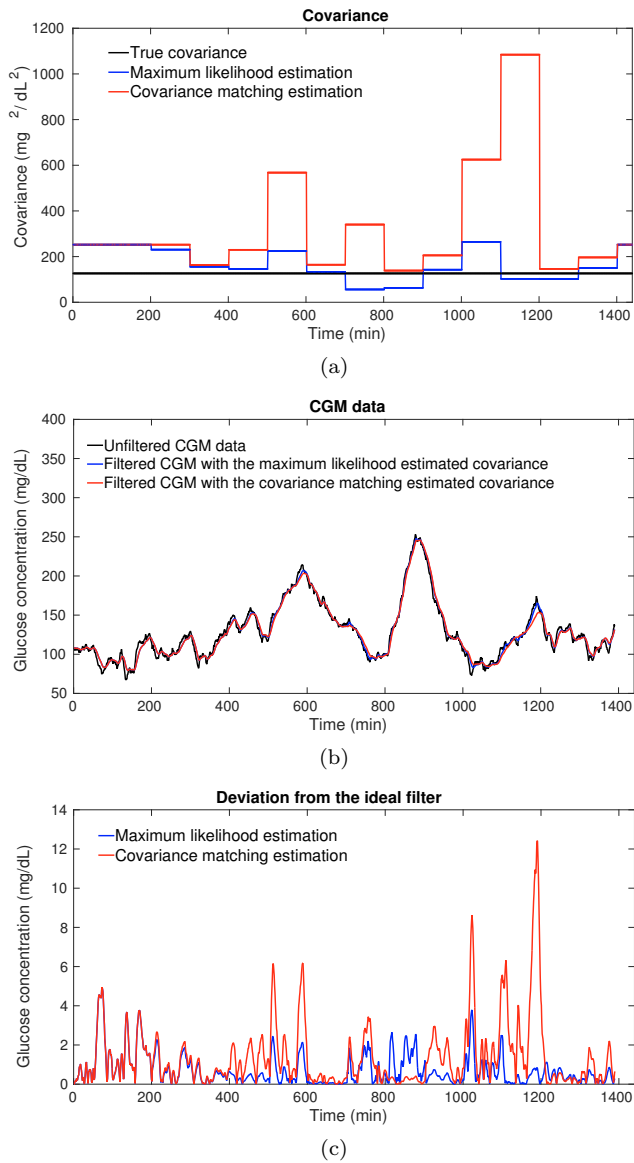 Covariance
1200
1000
800
600
400
200
0
Covariance (mg 2/ dL2)
True covariance
Maximum likelihood estimation
Covariance matching estimation
0 200 400 600 800 1000 1200 1400
Time (min)
(a)
CGM data
400
350
300
250
200
150
100
50
Glucose concentration (mg/dL)
Unfiltered CGM data
Filtered CGM with the maximum likelihood estimated covariance
Filtered CGM with the covariance matching estimated covariance
0 200 400 600 800 1000 1200 1400
Time (min)
(b)
Deviation from the ideal filter
14
12
10
8
6
4
2
0
Glucose concentration (mg/dL)
Maximum likelihood estimation
Covariance matching estimation
0 200 400 600 800 1000 1200 1400
Time (min)
(c)